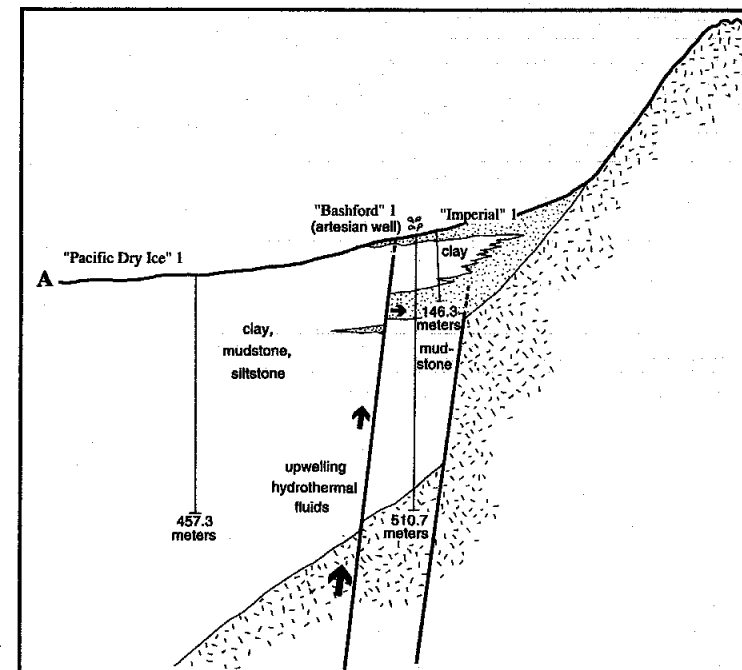 "Bashford" 1
(artesian well)
"Imperial" 1
"Pacific Dry Ice" 1
A
clay
146.3
meters
clay,
mudstone,
siltstone
mud-
stone
upwelling
hydrothermal
fluids
457.3
meters
510.7
meters